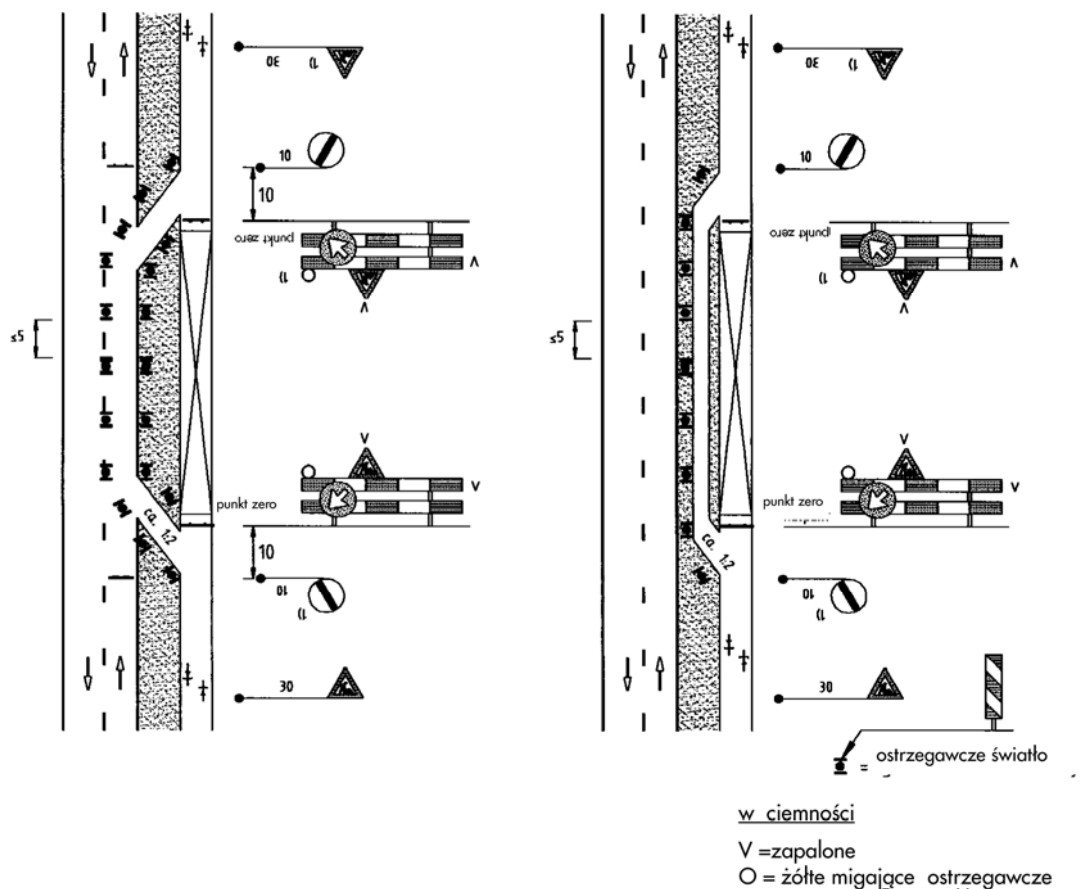 30 1)
10
10
punkt zero
1)
V
V
≤5
V
V
punkt zero
ca. 1:2
10
10
1)
30
30 1)
10
punkt zero
1)
V
V
≤5
V
V
punkt zero
ca. 1:2
10
1)
30
= ostrzegawcze światło
w ciemności
V = zapalone
O = żółte migające ostrzegawcze